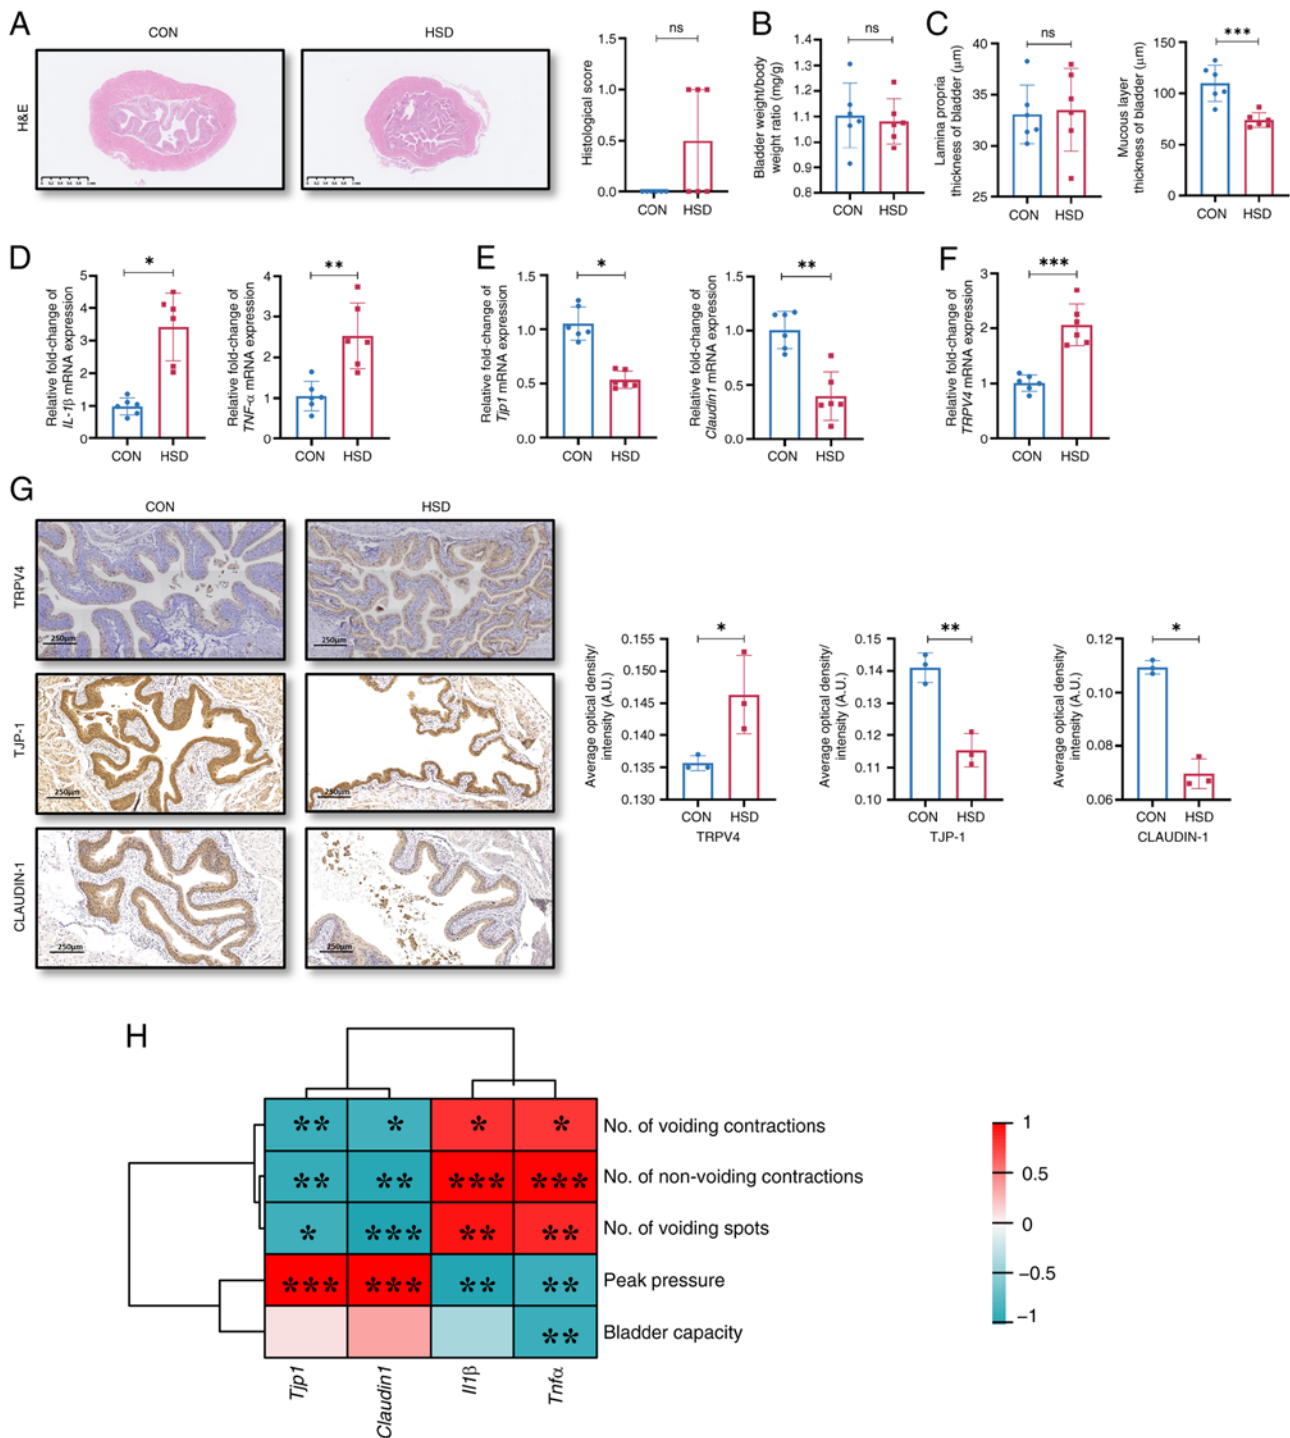 A
CON
HSD
H&E
Histological score
1.5
1.0
0.5
0.0
ns
CON
HSD
B
Bladder weight/body
weight ratio (mg/g)
1.4
1.3
1.2
1.1
1.0
0.9
0.8
ns
CON
HSD
C
Lamina propria
thickness of bladder (μm)
40
35
30
25
ns
CON
HSD
Mucous layer
thickness of bladder (μm)
150
100
50
0
***
CON
HSD
D
Relative fold-change of
IL-1β mRNA expression
5
4
3
2
1
0
*
CON
HSD
Relative fold-change of
TNF-α mRNA expression
4
3
2
1
0
**
CON
HSD
E
Relative fold-change of
Tjp1 mRNA expression
1.5
1.0
0.5
0.0
*
CON
HSD
Relative fold-change of
Claudin1 mRNA expression
1.5
1.0
0.5
0.0
**
CON
HSD
F
Relative fold-change of
TRPV4 mRNA expression
3
2
1
0
***
CON
HSD
G
CON
HSD
TRPV4
250μm
250μm
TJP-1
250μm
250μm
CLAUDIN-1
250μm
250μm
Average optical density/
intensity (A.U.)
0.155
0.150
0.145
0.140
0.135
0.130
*
CON
HSD
TRPV4
Average optical density/
intensity (A.U.)
0.15
0.14
0.13
0.12
0.11
0.10
**
CON
HSD
TJP-1
Average optical density/
intensity (A.U.)
0.12
0.10
0.08
0.06
*
CON
HSD
CLAUDIN-1
H
** * * * No. of voiding contractions
** ** *** *** No. of non-voiding contractions
* *** ** ** No. of voiding spots
*** *** ** ** Peak pressure
** Bladder capacity
Tjp1
Claudin1
Il1β
Tnfα
1
0.5
0
−0.5
−1